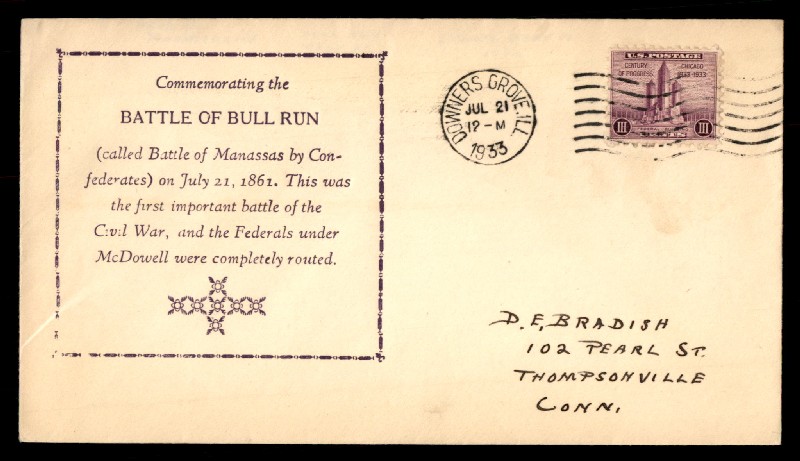 Commemorating the
BATTLE OF BULL RUN
(called Battle of Manassas by Con-
federates) on July 21, 1861. This was
the first important battle of the
Civil War, and the Federals under
McDowell were completely routed.
DOWNERS GROVE, ILL.
JUL 21
12-M
1933
U.S. POSTAGE
CENTURY OF PROGRESS
CHICAGO 1833-1933
III CENTS III
D. E. BRADISH
102 PEARL ST.
THOMPSONVILLE
CONN.